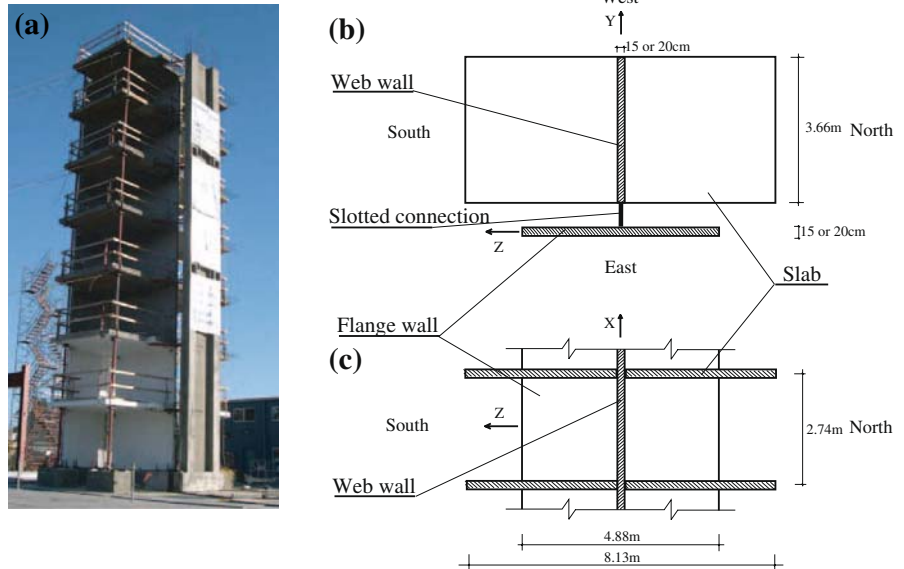 (a)
(b)
West
Y
15 or 20cm
Web wall
South
3.66m
North
Slotted connection
Z
15 or 20cm
East
Slab
Flange wall
X
(c)
South
Z
2.74m
North
Web wall
4.88m
8.13m